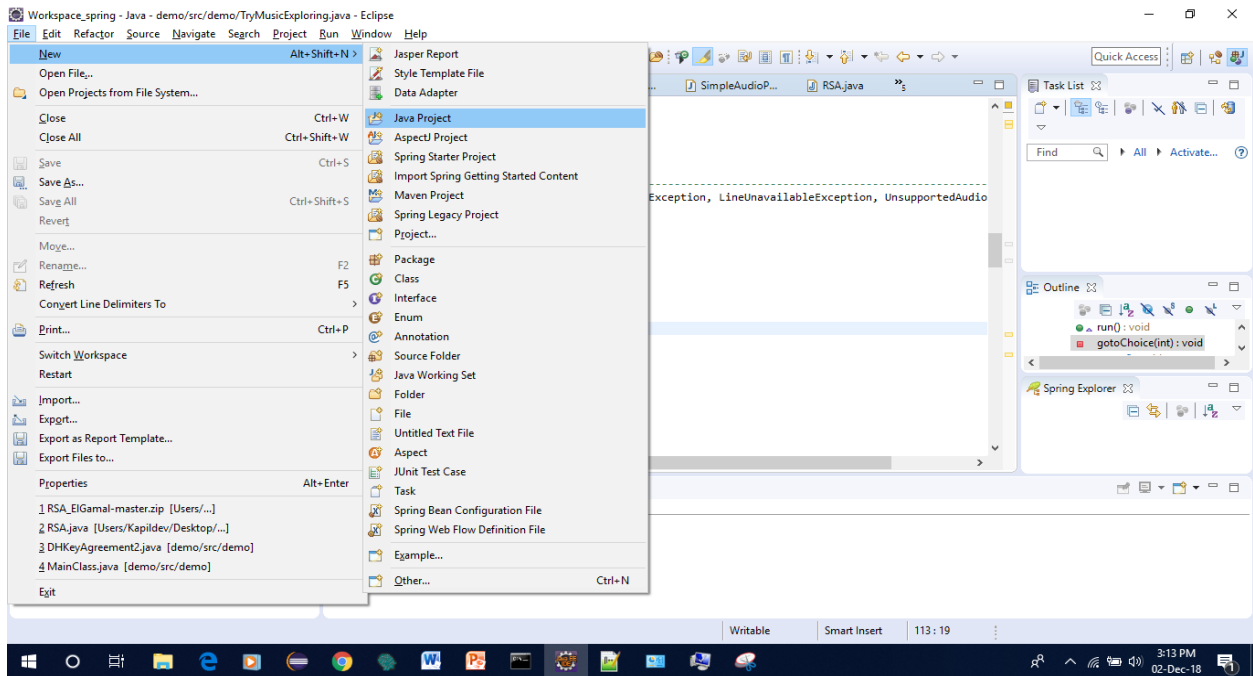 Workspace_spring - Java - demo/src/demo/TryMusicExploring.java - Eclipse
File Edit Refactor Source Navigate Search Project Run Window Help
New Alt+Shift+N >
Open File...
Open Projects from File System...
Close Ctrl+W
Close All Ctrl+Shift+W
Save Ctrl+S
Save As...
Save All Ctrl+Shift+S
Revert
Move...
Rename... F2
Refresh F5
Convert Line Delimiters To >
Print... Ctrl+P
Switch Workspace >
Restart
Import...
Export...
Export as Report Template...
Export Files to...
Properties Alt+Enter
1 RSA_ElGamal-master.zip [Users/...]
2 RSA.java [Users/Kapildev/Desktop/...]
3 DHKeyAgreement2.java [demo/src/demo]
4 MainClass.java [demo/src/demo]
Exit
Jasper Report
Style Template File
Data Adapter
Java Project
AspectJ Project
Spring Starter Project
Import Spring Getting Started Content
Maven Project
Spring Legacy Project
Project...
Package
Class
Interface
Enum
Annotation
Source Folder
Java Working Set
Folder
File
Untitled Text File
Aspect
JUnit Test Case
Task
Spring Bean Configuration File
Spring Web Flow Definition File
Example...
Other... Ctrl+N
Quick Access
... SimpleAudioP... RSA.java »5
Exception, LineUnavailableException, UnsupportedAudio
Task List
Find All Activate...
Outline
run() : void
gotoChoice(int) : void
Spring Explorer
Writable Smart Insert 113 : 19
3:13 PM
02-Dec-18